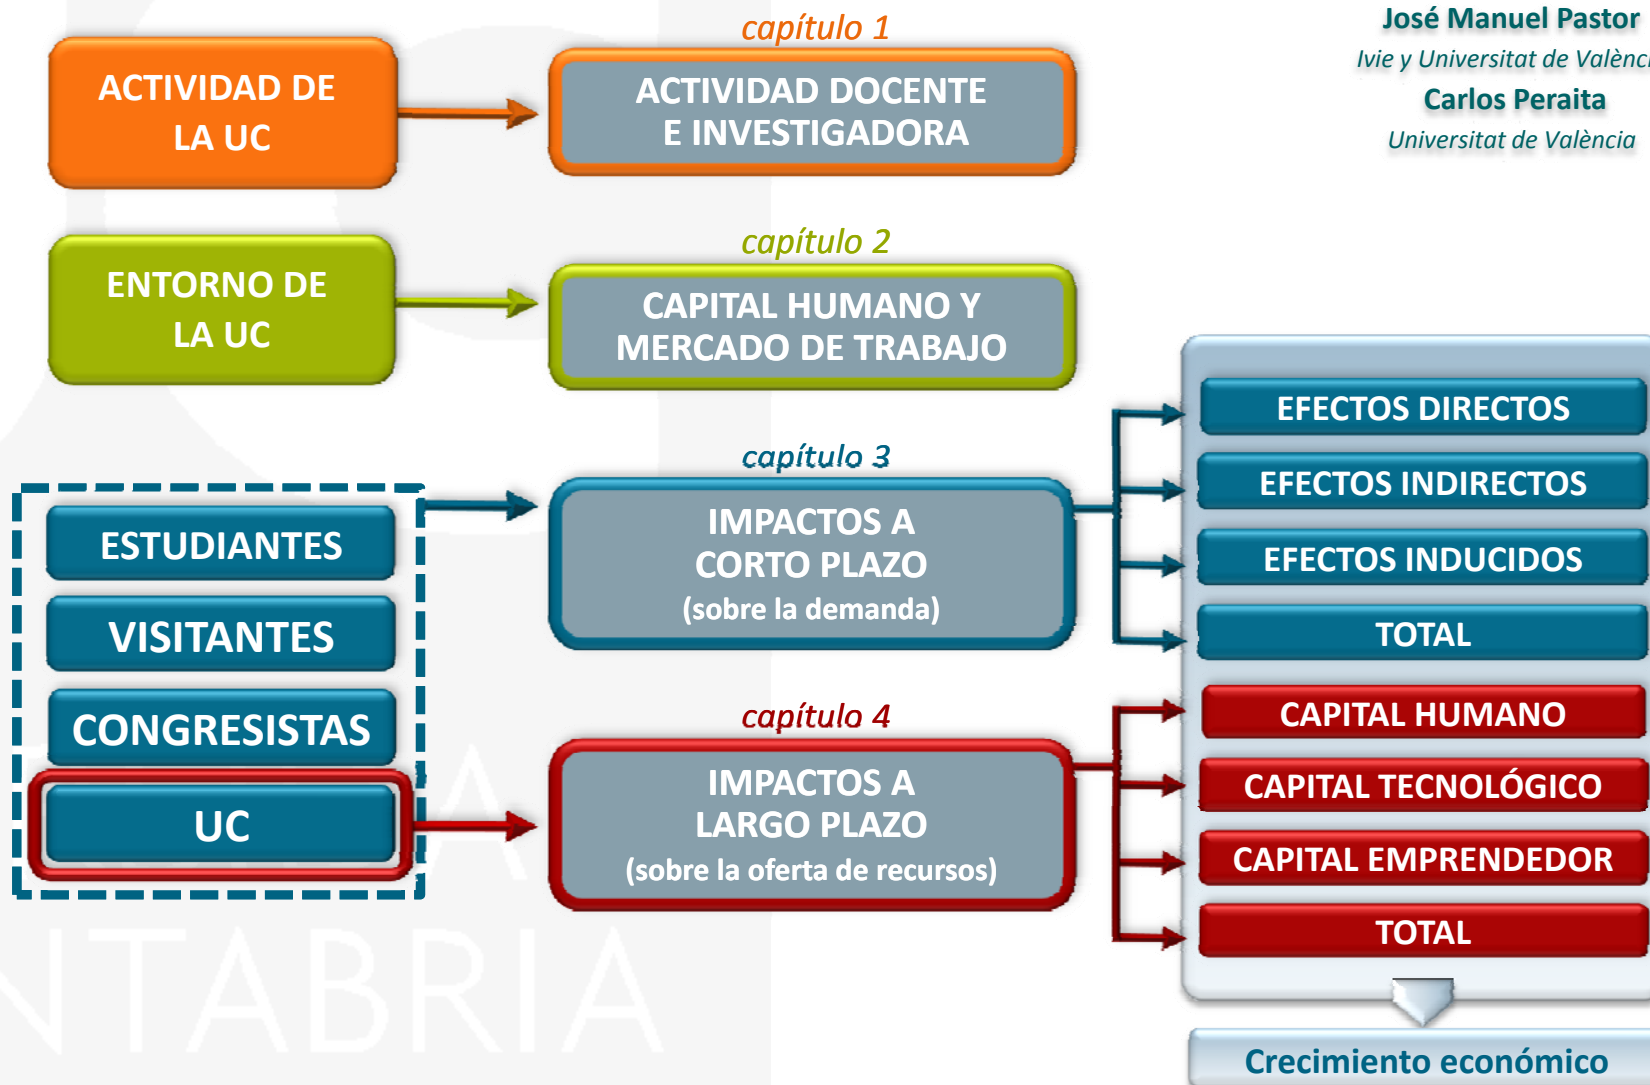 José Manuel Pastor
Ivie y Universitat de Valènci
Carlos Peraita
Universitat de València
ACTIVIDAD DE
LA UC
capítulo 1
ACTIVIDAD DOCENTE
E INVESTIGADORA
ENTORNO DE
LA UC
capítulo 2
CAPITAL HUMANO Y
MERCADO DE TRABAJO
ESTUDIANTES
VISITANTES
CONGRESISTAS
UC
capítulo 3
IMPACTOS A
CORTO PLAZO
(sobre la demanda)
EFECTOS DIRECTOS
EFECTOS INDIRECTOS
EFECTOS INDUCIDOS
TOTAL
capítulo 4
IMPACTOS A
LARGO PLAZO
(sobre la oferta de recursos)
CAPITAL HUMANO
CAPITAL TECNOLÓGICO
CAPITAL EMPRENDEDOR
TOTAL
Crecimiento económico
NTABRIA